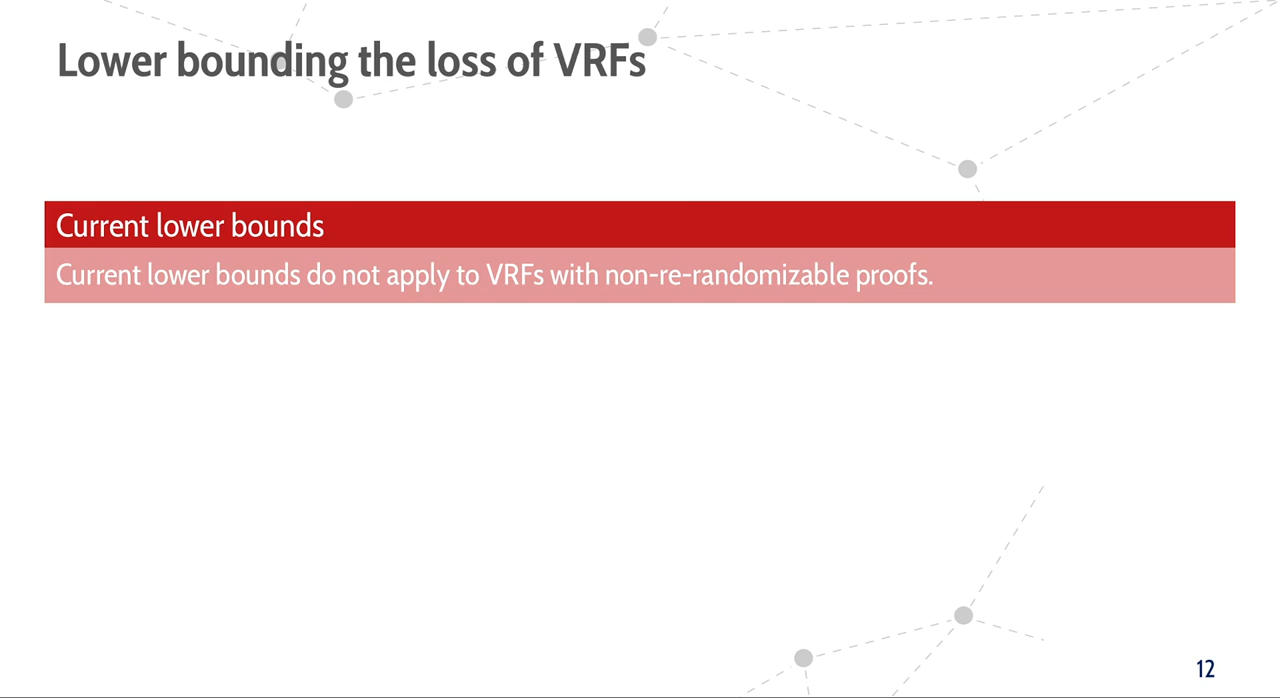 Lower bounding the loss of VRFs
Current lower bounds
Current lower bounds do not apply to VRFs with non-re-randomizable proofs.
12